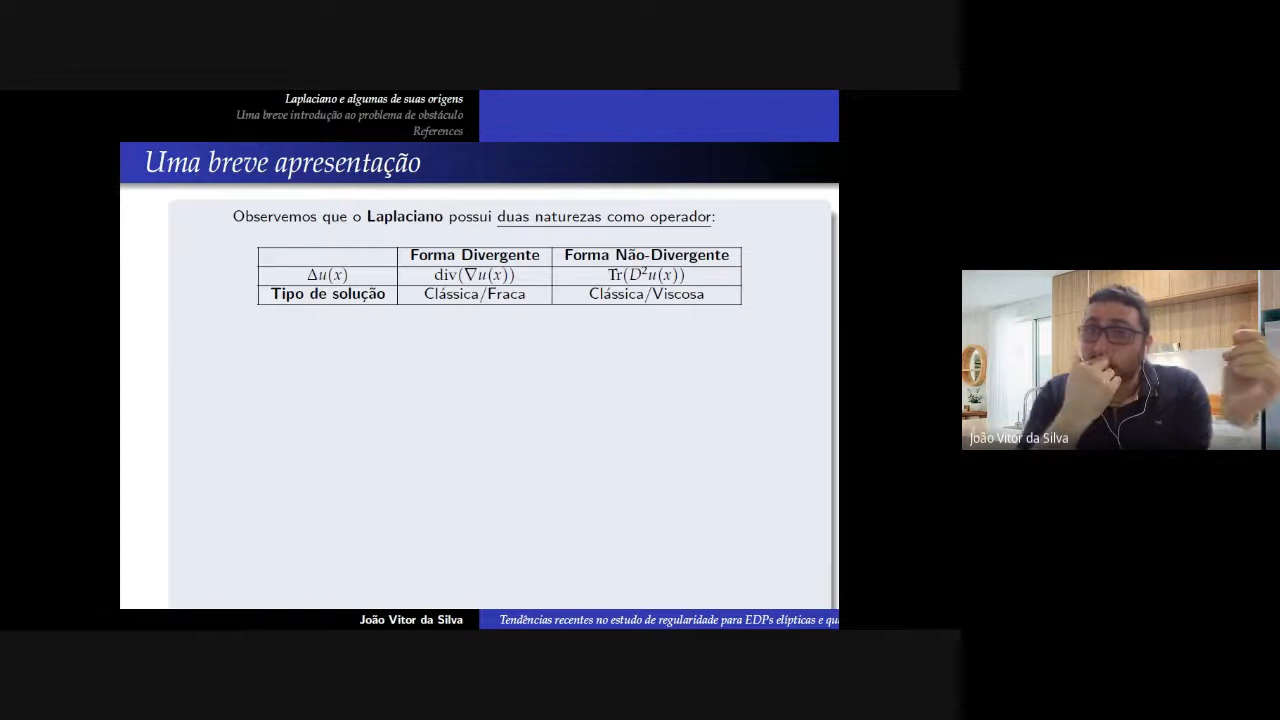 Laplaciano e algumas de suas origens
Uma breve introdução ao problema de obstáculo
References
Uma breve apresentação
Observemos que o Laplaciano possui duas naturezas como operador:
Forma Divergente Forma Não-Divergente
Δu(x) div(∇u(x)) Tr(D²u(x))
Tipo de solução Clássica/Fraca Clássica/Viscosa
João Vitor da Silva
João Vitor da Silva
Tendências recentes no estudo de regularidade para EDPs elípticas e qu